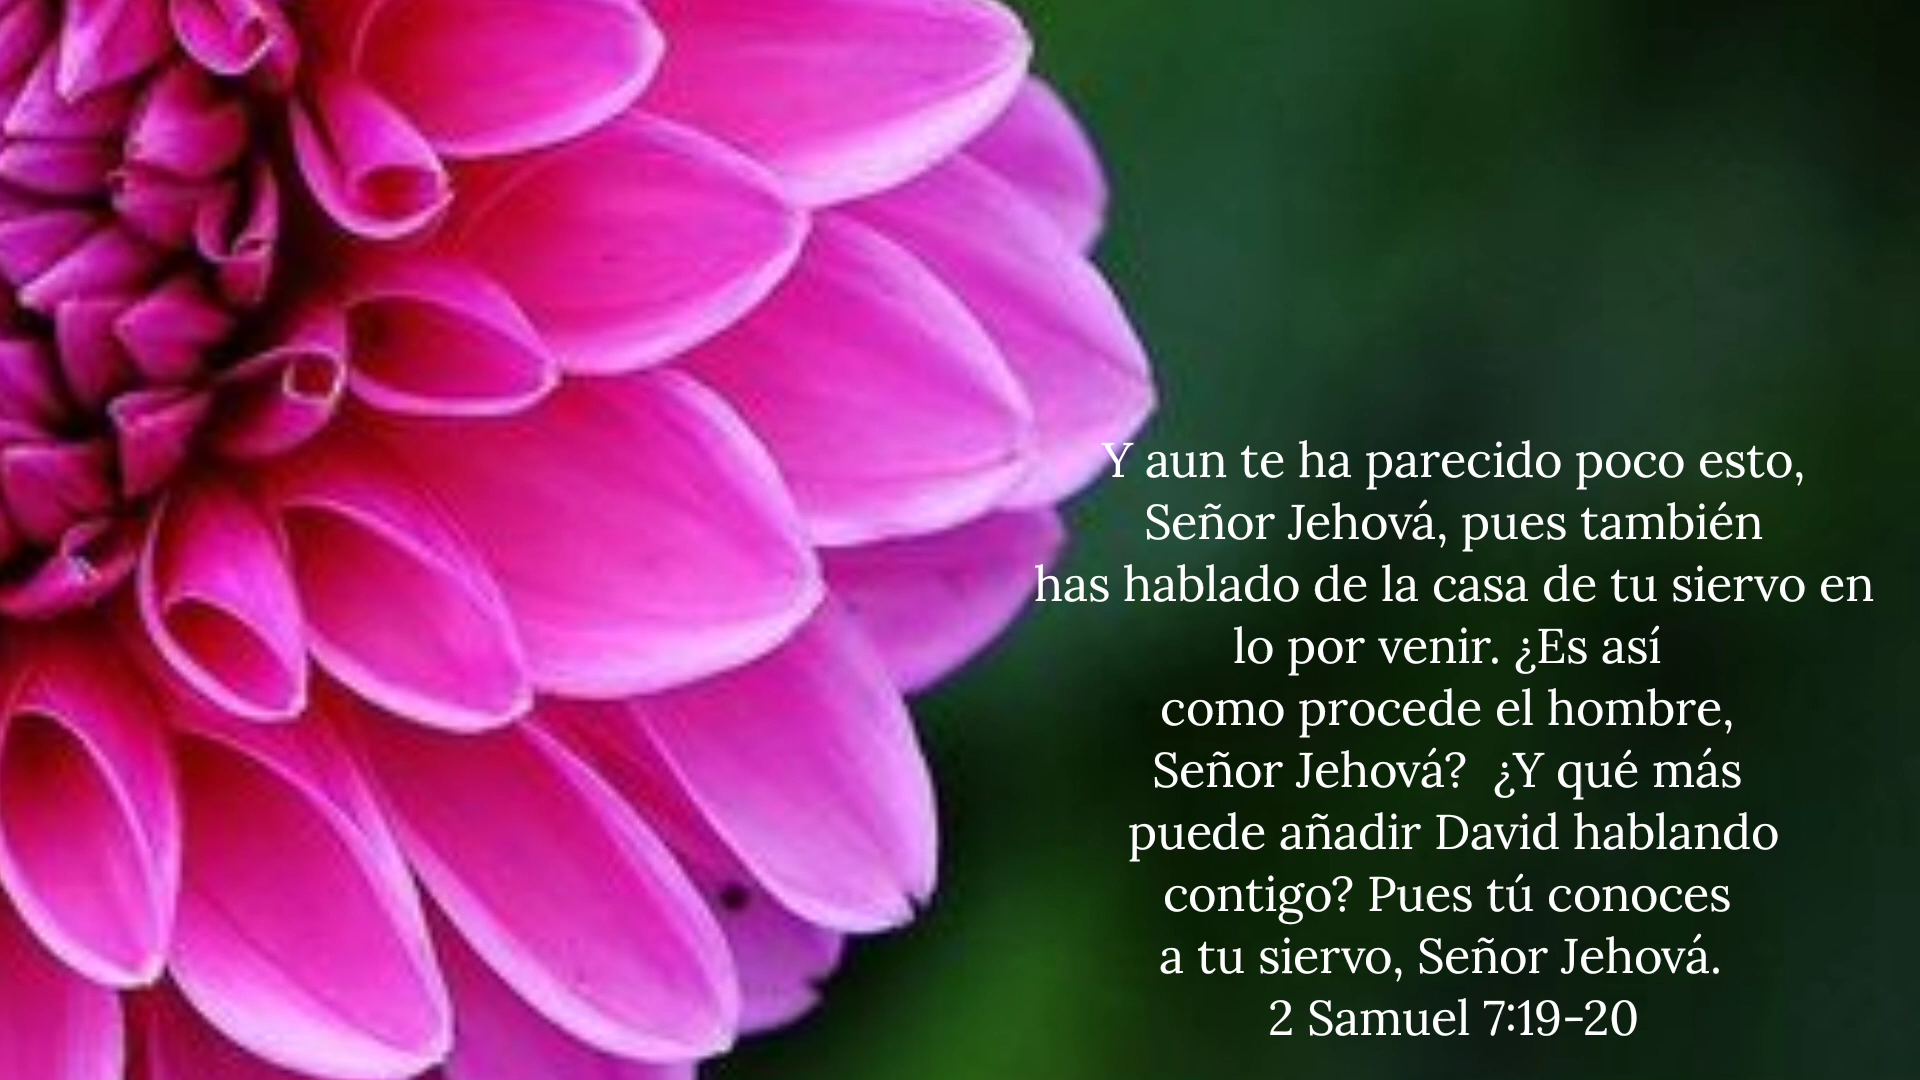 Y aun te ha parecido poco esto,
Señor Jehová, pues también
has hablado de la casa de tu siervo en
lo por venir. ¿Es así
como procede el hombre,
Señor Jehová?  ¿Y qué más
puede añadir David hablando
contigo? Pues tú conoces
a tu siervo, Señor Jehová.
2 Samuel 7:19-20